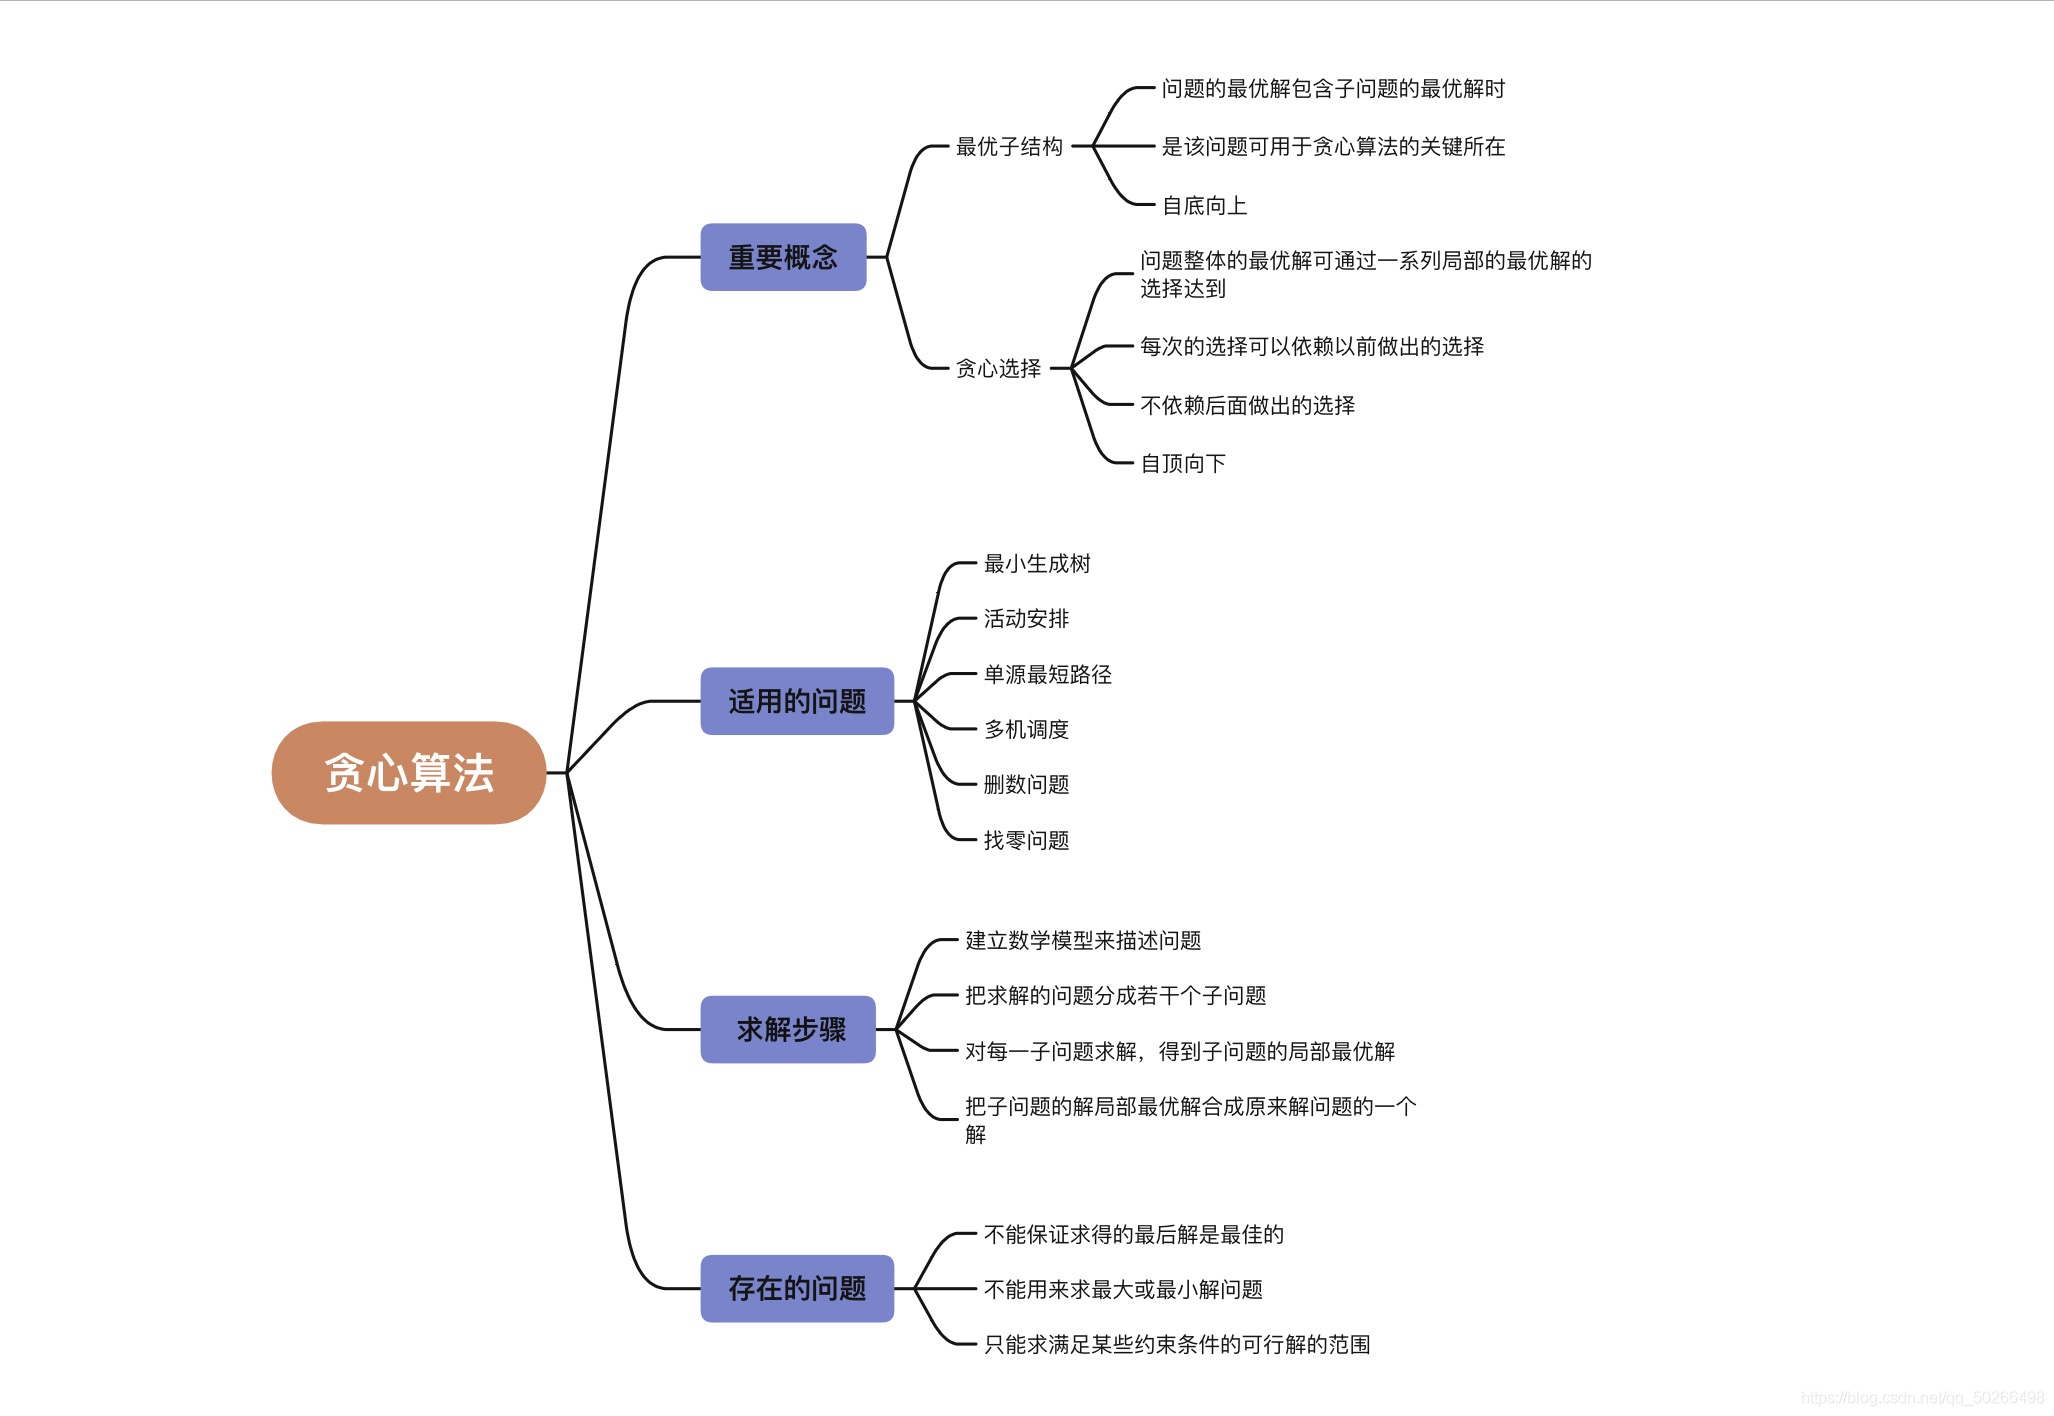 贪心算法
重要概念
最优子结构
问题的最优解包含子问题的最优解时
是该问题可用于贪心算法的关键所在
自底向上
贪心选择
问题整体的最优解可通过一系列局部的最优解的
选择达到
每次的选择可以依赖以前做出的选择
不依赖后面做出的选择
自顶向下
适用的问题
最小生成树
活动安排
单源最短路径
多机调度
删数问题
找零问题
求解步骤
建立数学模型来描述问题
把求解的问题分成若干个子问题
对每一子问题求解，得到子问题的局部最优解
把子问题的解局部最优解合成原来解问题的一个
解
存在的问题
不能保证求得的最后解是最佳的
不能用来求最大或最小解问题
只能求满足某些约束条件的可行解的范围
https://blog.csdn.net/qq_50266498